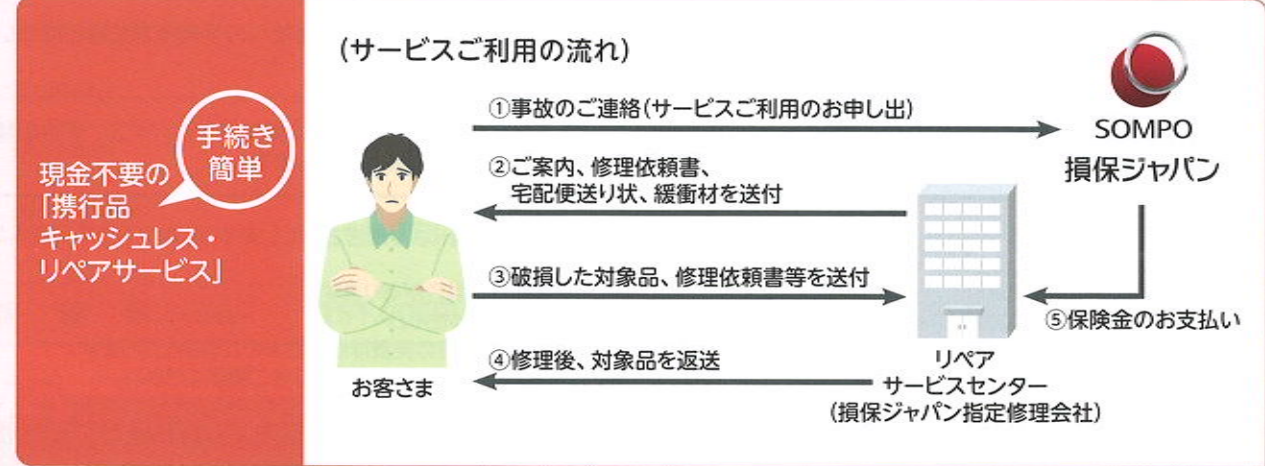 手続き
簡単
現金不要の
「携行品
キャッシュレス・
リペアサービス」
(サービスご利用の流れ)
①事故のご連絡(サービスご利用のお申し出)
SOMPO
損保ジャパン
②ご案内、修理依頼書、
宅配便送り状、緩衝材を送付
③破損した対象品、修理依頼書等を送付
⑤保険金のお支払い
④修理後、対象品を返送
お客さま
リペア
サービスセンター
(損保ジャパン指定修理会社)